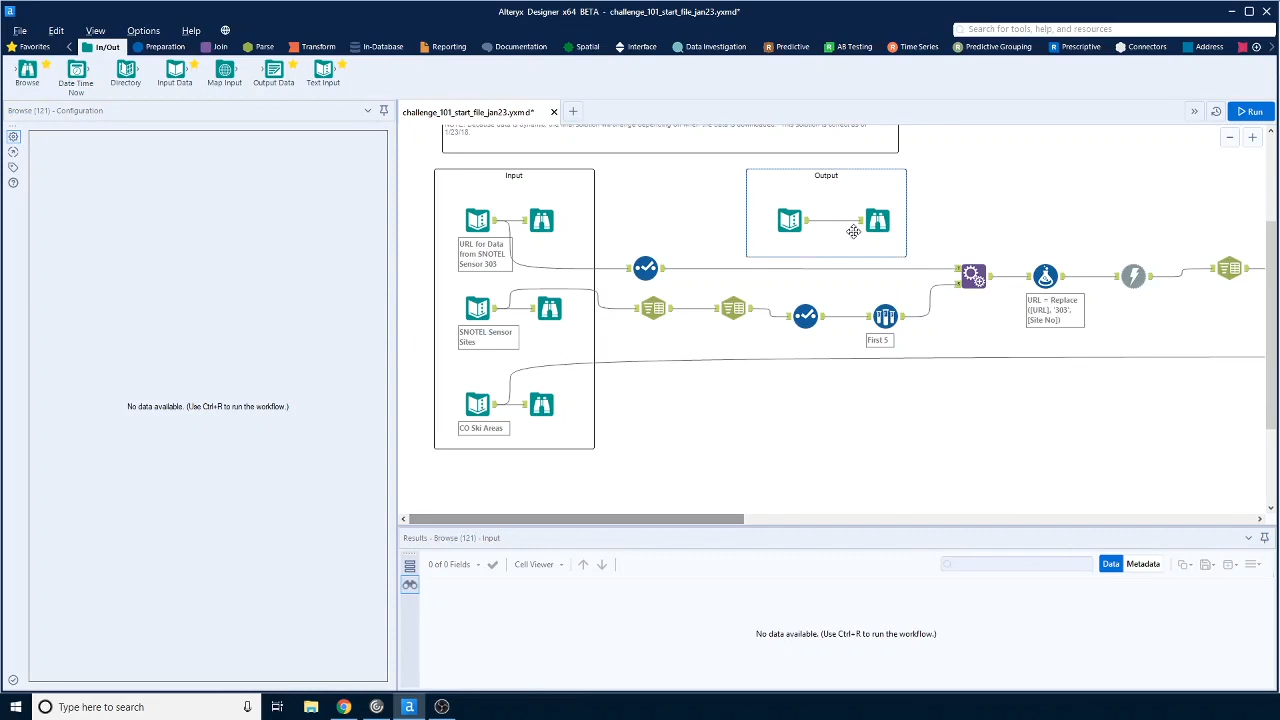 Alteryx Designer x64 BETA - challenge_101_start_file_jan23.yxmd*
File Edit View Options Help
Search for tools, help, and resources
Favorites In/Out Preparation Join Parse Transform In-Database Reporting Documentation Spatial Interface Data Investigation Predictive AB Testing Time Series Predictive Grouping Prescriptive Connectors Address
Browse Date Time Now Directory Input Data Map Input Output Data Text Input
Browse (121) - Configuration
challenge_101_start_file_jan23.yxmd*
Run
1/23/18.
Input
Output
URL for Data
from SNOTEL
Sensor 303
SNOTEL Sensor
Sites
URL = Replace
([URL], '303',
[Site No])
First 5
CO Ski Areas
No data available. (Use Ctrl+R to run the workflow.)
Results - Browse (121) - Input
0 of 0 Fields Cell Viewer Data Metadata
No data available. (Use Ctrl+R to run the workflow.)
Type here to search